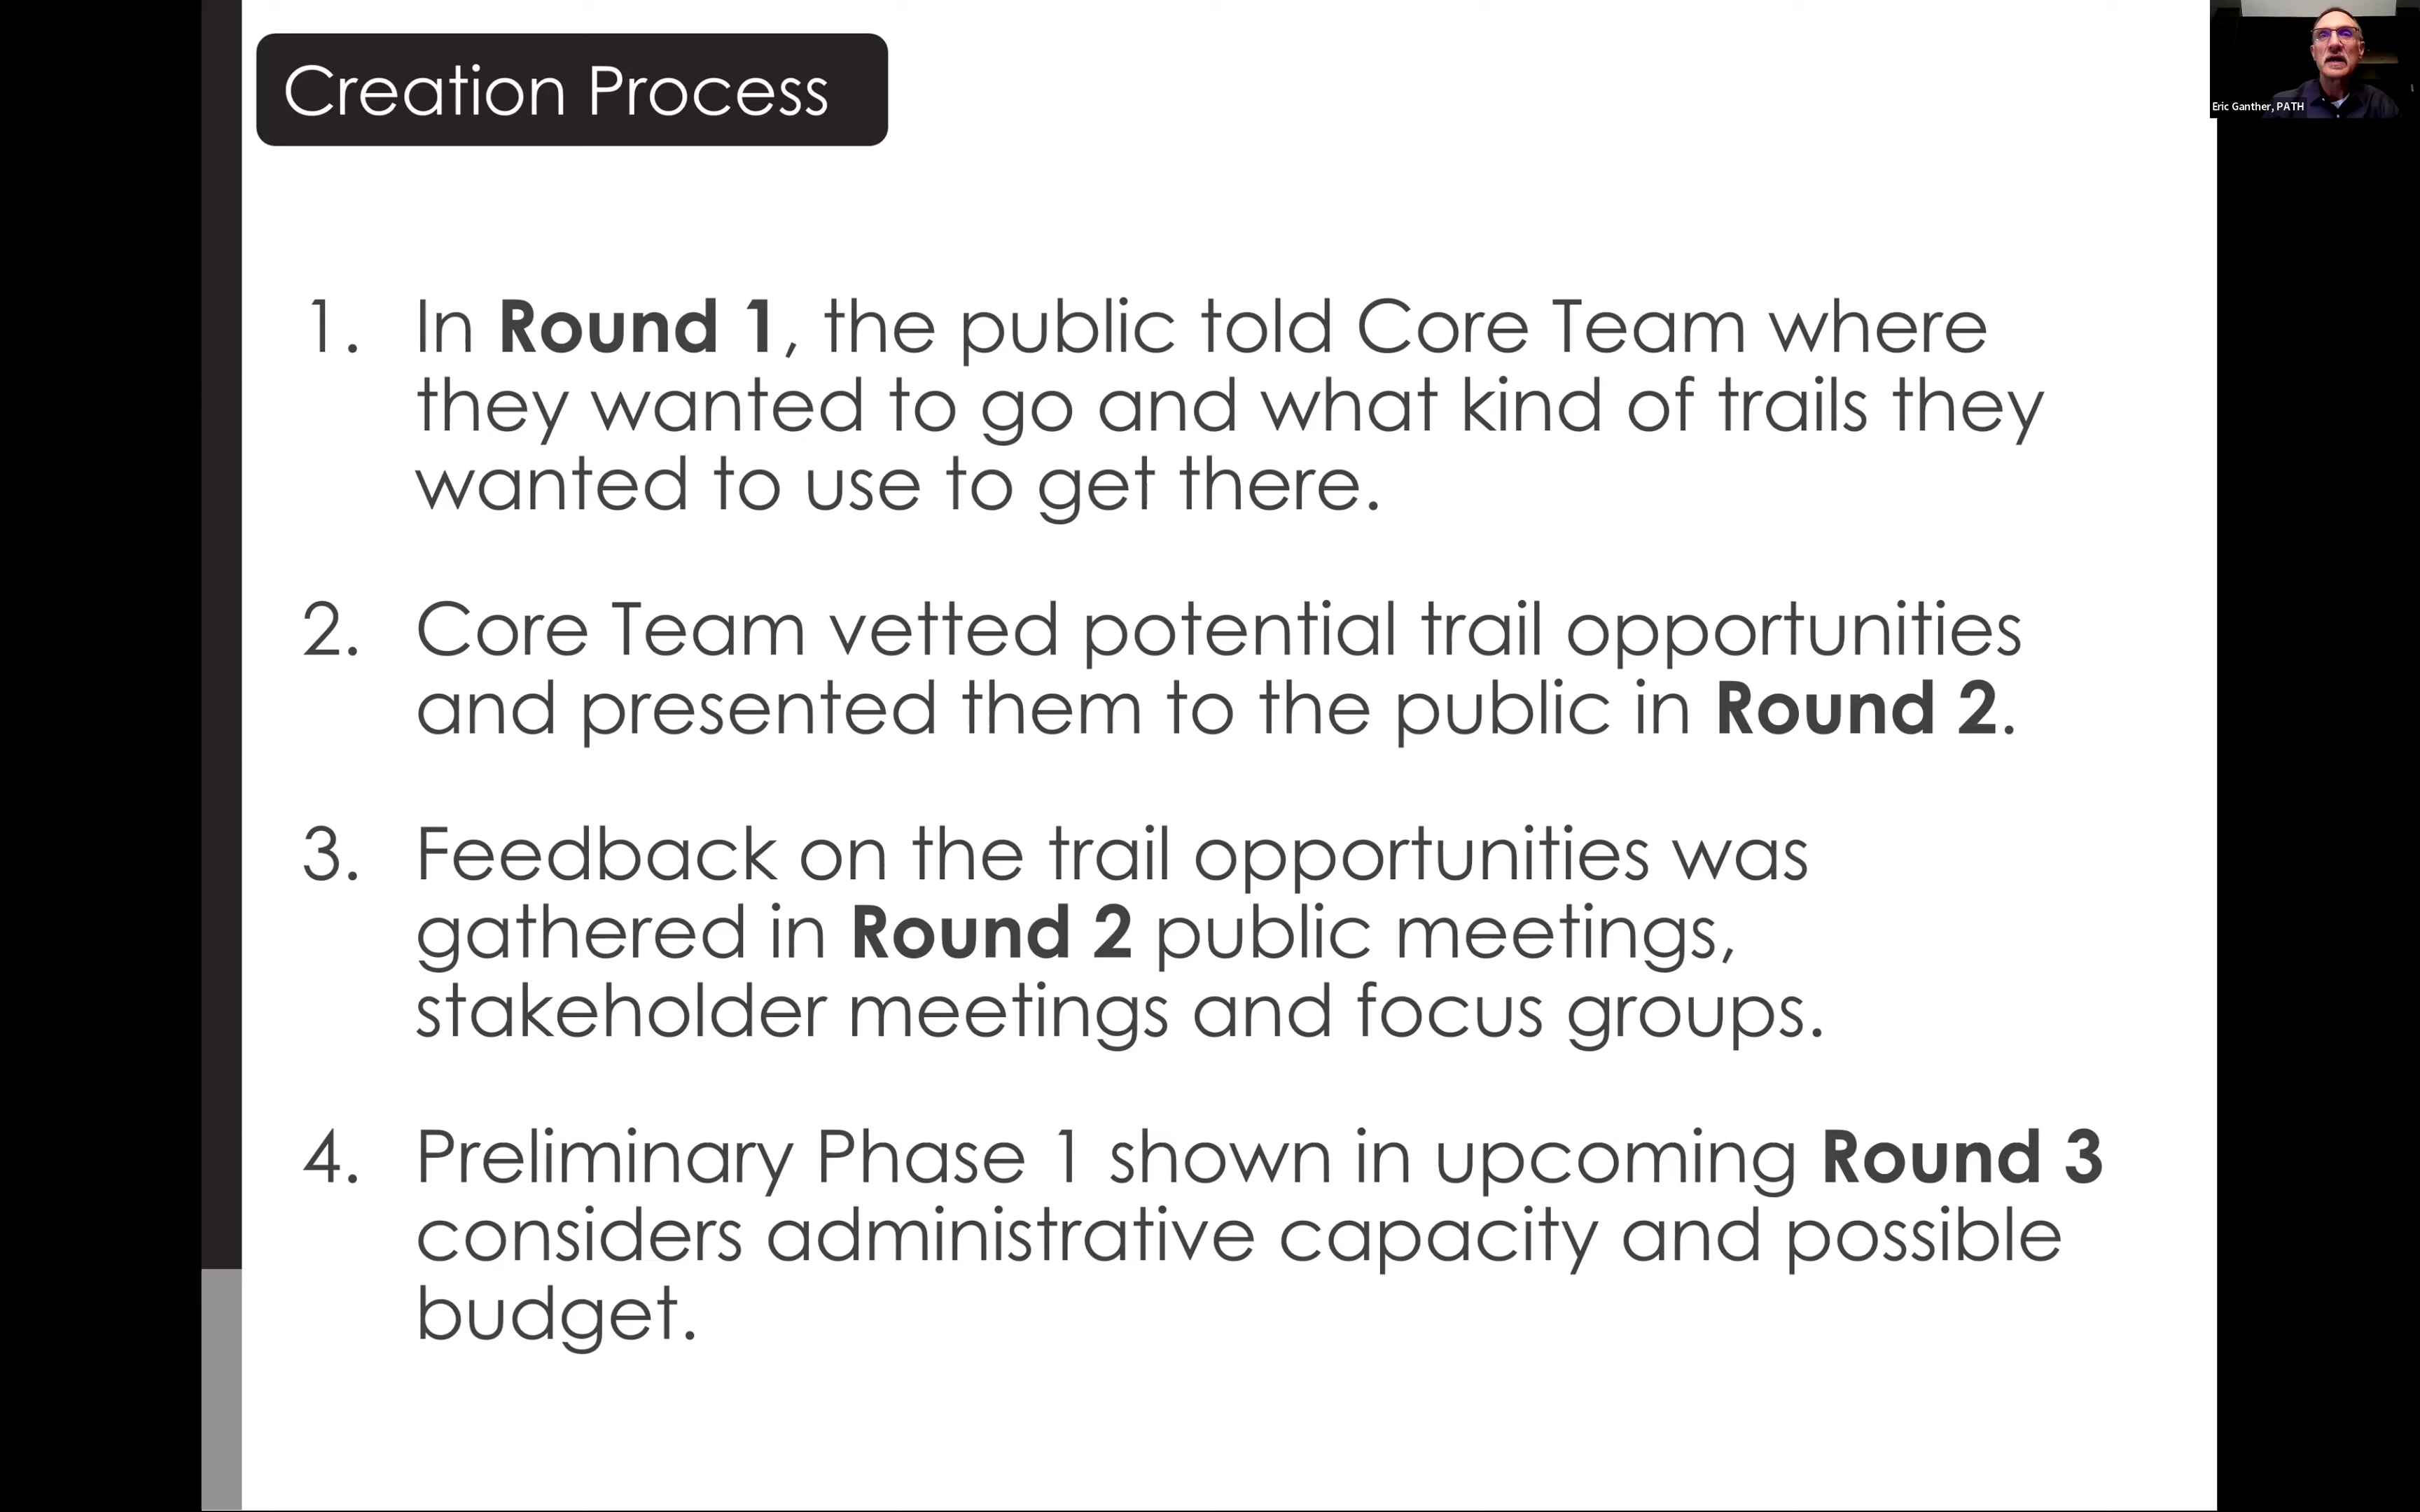 Creation Process
Eric Ganther, PATH
1. In Round 1, the public told Core Team where
they wanted to go and what kind of trails they
wanted to use to get there.
2. Core Team vetted potential trail opportunities
and presented them to the public in Round 2.
3. Feedback on the trail opportunities was
gathered in Round 2 public meetings,
stakeholder meetings and focus groups.
4. Preliminary Phase 1 shown in upcoming Round 3
considers administrative capacity and possible
budget.